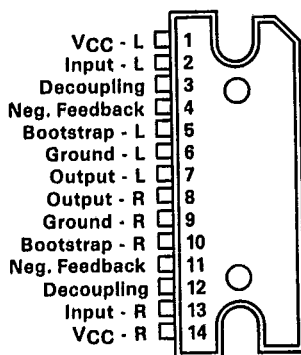 VCC - L 1
Input - L 2
Decoupling 3
Neg. Feedback 4
Bootstrap - L 5
Ground - L 6
Output - L 7
Output - R 8
Ground - R 9
Bootstrap - R 10
Neg. Feedback 11
Decoupling 12
Input - R 13
VCC - R 14